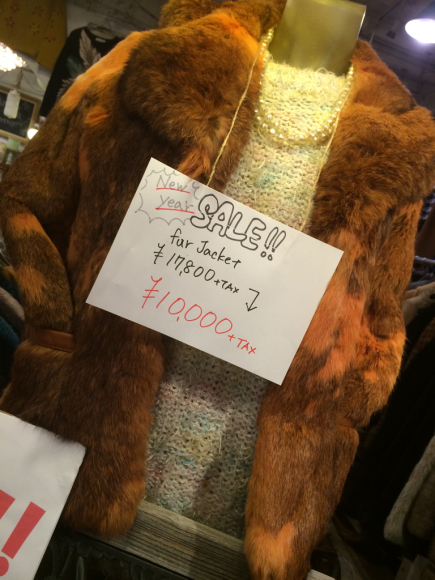 New
year
SALE!!
fur Jacket
¥17,800+TAX
¥10,000+TAX
!!